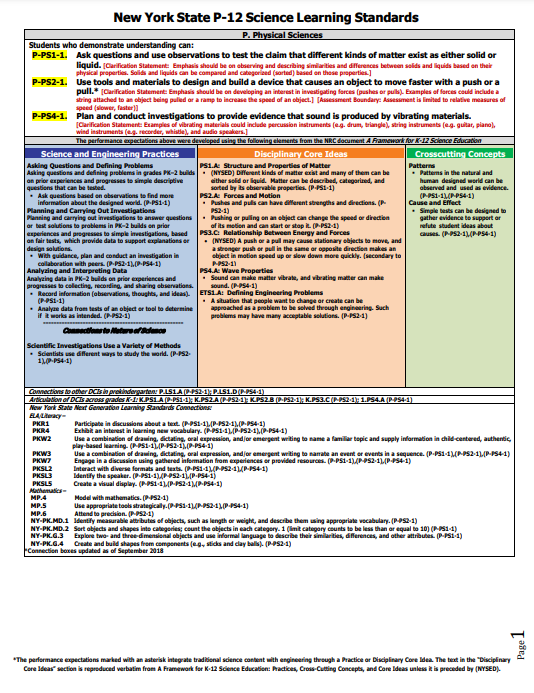 New York State P-12 Science Learning Standards
P. Physical Sciences
Students who demonstrate understanding can:
P-PS1-1. Ask questions and use observations to test the claim that different kinds of matter exist as either solid or
liquid. [Clarification Statement: Emphasis should be on observing and describing similarities and differences between solids and liquids based on their
physical properties. Solids and liquids can be compared and categorized (sorted) based on those properties.]
P-PS2-1. Use tools and materials to design and build a device that causes an object to move faster with a push or a
pull.* [Clarification Statement: Emphasis should be on developing an interest in investigating forces (pushes or pulls). Examples of forces could include a
string attached to an object being pulled or a ramp to increase the speed of an object.] [Assessment Boundary: Assessment is limited to relative measures of
speed (slower, faster)]
P-PS4-1. Plan and conduct investigations to provide evidence that sound is produced by vibrating materials.
[Clarification Statement: Examples of vibrating materials could include percussion instruments (e.g. drum, triangle), string instruments (e.g. guitar, piano),
wind instruments (e.g. recorder, whistle), and audio speakers.]
The performance expectations above were developed using the following elements from the NRC document A Framework for K-12 Science Education
Science and Engineering Practices
Asking Questions and Defining Problems
Asking questions and defining problems in grades PK–2 builds
on prior experiences and progresses to simple descriptive
questions that can be tested.
• Ask questions based on observations to find more
information about the designed world. (P-PS1-1)
Planning and Carrying Out Investigations
Planning and carrying out investigations to answer questions
or test solutions to problems in PK–2 builds on prior
experiences and progresses to simple investigations, based
on fair tests, which provide data to support explanations or
design solutions.
• With guidance, plan and conduct an investigation in
collaboration with peers. (P-PS2-1),(P-PS4-1)
Analyzing and Interpreting Data
Analyzing data in PK–2 builds on prior experiences and
progresses to collecting, recording, and sharing observations.
• Record information (observations, thoughts, and ideas).
(P-PS1-1)
• Analyze data from tests of an object or tool to determine
if it works as intended. (P-PS2-1)
Connections to Nature of Science
Scientific Investigations Use a Variety of Methods
• Scientists use different ways to study the world. (P-PS2-
1),(P-PS4-1)
Disciplinary Core Ideas
PS1.A: Structure and Properties of Matter
• (NYSED) Different kinds of matter exist and many of them can be
either solid or liquid. Matter can be described, categorized, and
sorted by its observable properties. (P-PS1-1)
PS2.A: Forces and Motion
• Pushes and pulls can have different strengths and directions. (P-
PS2-1)
• Pushing or pulling on an object can change the speed or direction
of its motion and can start or stop it. (P-PS2-1)
PS3.C: Relationship Between Energy and Forces
• (NYSED) A push or a pull may cause stationary objects to move, and
a stronger push or pull in the same or opposite direction makes an
object in motion speed up or slow down more quickly. (secondary to
P-PS2-1)
PS4.A: Wave Properties
• Sound can make matter vibrate, and vibrating matter can make
sound. (P-PS4-1)
ETS1.A: Defining Engineering Problems
• A situation that people want to change or create can be
approached as a problem to be solved through engineering. Such
problems may have many acceptable solutions. (P-PS2-1)
Crosscutting Concepts
Patterns
• Patterns in the natural and
human designed world can be
observed and used as evidence.
(P-PS1-1),(P-PS4-1)
Cause and Effect
• Simple tests can be designed to
gather evidence to support or
refute student ideas about
causes. (P-PS2-1),(P-PS4-1)
Connections to other DCIs in prekindergarten: P.LS1.A (P-PS2-1); P.LS1.D (P-PS4-1)
Articulation of DCIs across grades K-1: K.PS1.A (P-PS1-1); K.PS2.A (P-PS2-1); K.PS2.B (P-PS2-1); K.PS3.C (P-PS2-1); 1.PS4.A (P-PS4-1)
New York State Next Generation Learning Standards Connections:
ELA/Literacy –
PKR1 Participate in discussions about a text. (P-PS1-1),(P-PS2-1),(P-PS4-1)
PKR4 Exhibit an interest in learning new vocabulary. (P-PS1-1),(P-PS2-1),(P-PS4-1)
PKW2 Use a combination of drawing, dictating, oral expression, and/or emergent writing to name a familiar topic and supply information in child-centered, authentic,
play-based learning. (P-PS1-1),(P-PS2-1),(P-PS4-1)
PKW3 Use a combination of drawing, dictating, oral expression, and/or emergent writing to narrate an event or events in a sequence. (P-PS1-1),(P-PS2-1),(P-PS4-1)
PKW7 Engage in a discussion using gathered information from experiences or provided resources. (P-PS1-1),(P-PS2-1),(P-PS4-1)
PKSL2 Interact with diverse formats and texts. (P-PS1-1),(P-PS2-1),(P-PS4-1)
PKSL3 Identify the speaker. (P-PS1-1),(P-PS2-1),(P-PS4-1)
PKSL5 Create a visual display. (P-PS1-1),(P-PS2-1),(P-PS4-1)
Mathematics –
MP.4 Model with mathematics. (P-PS2-1)
MP.5 Use appropriate tools strategically. (P-PS1-1),(P-PS2-1),(P-PS4-1)
MP.6 Attend to precision. (P-PS2-1)
NY-PK.MD.1 Identify measurable attributes of objects, such as length or weight, and describe them using appropriate vocabulary. (P-PS2-1)
NY-PK.MD.2 Sort objects and shapes into categories; count the objects in each category. 1 (limit category counts to be less than or equal to 10) (P-PS1-1)
NY-PK.G.3 Explore two- and three-dimensional objects and use informal language to describe their similarities, differences, and other attributes. (P-PS1-1)
NY-PK.G.4 Create and build shapes from components (e.g., sticks and clay balls). (P-PS2-1)
*Connection boxes updated as of September 2018
Page 1
*The performance expectations marked with an asterisk integrate traditional science content with engineering through a Practice or Disciplinary Core Idea. The text in the "Disciplinary
Core Ideas" section is reproduced verbatim from A Framework for K-12 Science Education: Practices, Cross-Cutting Concepts, and Core Ideas unless it is preceded by (NYSED).